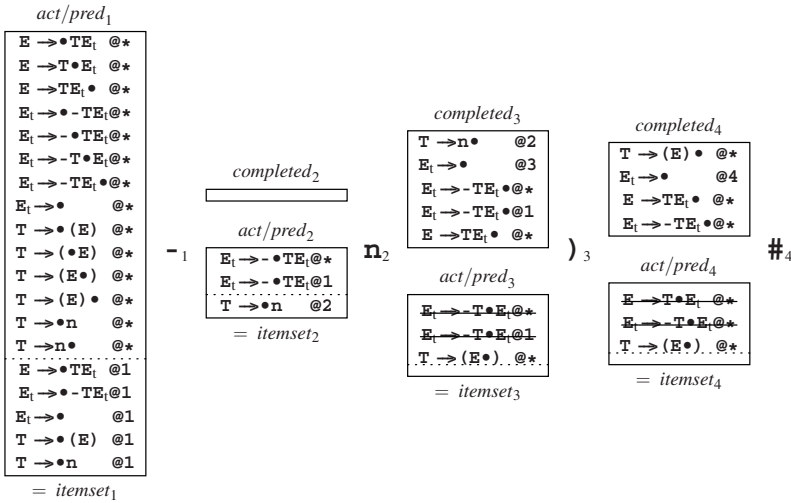 act/pred₁
E →•TEₜ @*
E →T•Eₜ @*
E →TEₜ• @*
Eₜ→•-TEₜ@*
Eₜ→-•TEₜ@*
Eₜ→-T•Eₜ@*
Eₜ→-TEₜ•@*
Eₜ→• @*
T →•(E) @*
T →(•E) @*
T →(E•) @*
T →(E)• @*
T →•n @*
T →n• @*
E →•TEₜ @1
Eₜ→•-TEₜ@1
Eₜ→• @1
T →•(E) @1
T →•n @1
= itemset₁
-₁
completed₂
act/pred₂
Eₜ→-•TEₜ@*
Eₜ→-•TEₜ@1
T →•n @2
= itemset₂
n₂
completed₃
T →n• @2
Eₜ→• @3
Eₜ→-TEₜ•@*
Eₜ→-TEₜ•@1
E →TEₜ• @*
act/pred₃
Eₜ→-T•Eₜ@*
Eₜ→-T•Eₜ@1
T →(E•) @*
= itemset₃
)₃
completed₄
T →(E)• @*
Eₜ→• @4
E →TEₜ• @*
Eₜ→-TEₜ•@*
act/pred₄
E →T•Eₜ @*
Eₜ→-T•Eₜ@*
T →(E•) @*
= itemset₄
#₄